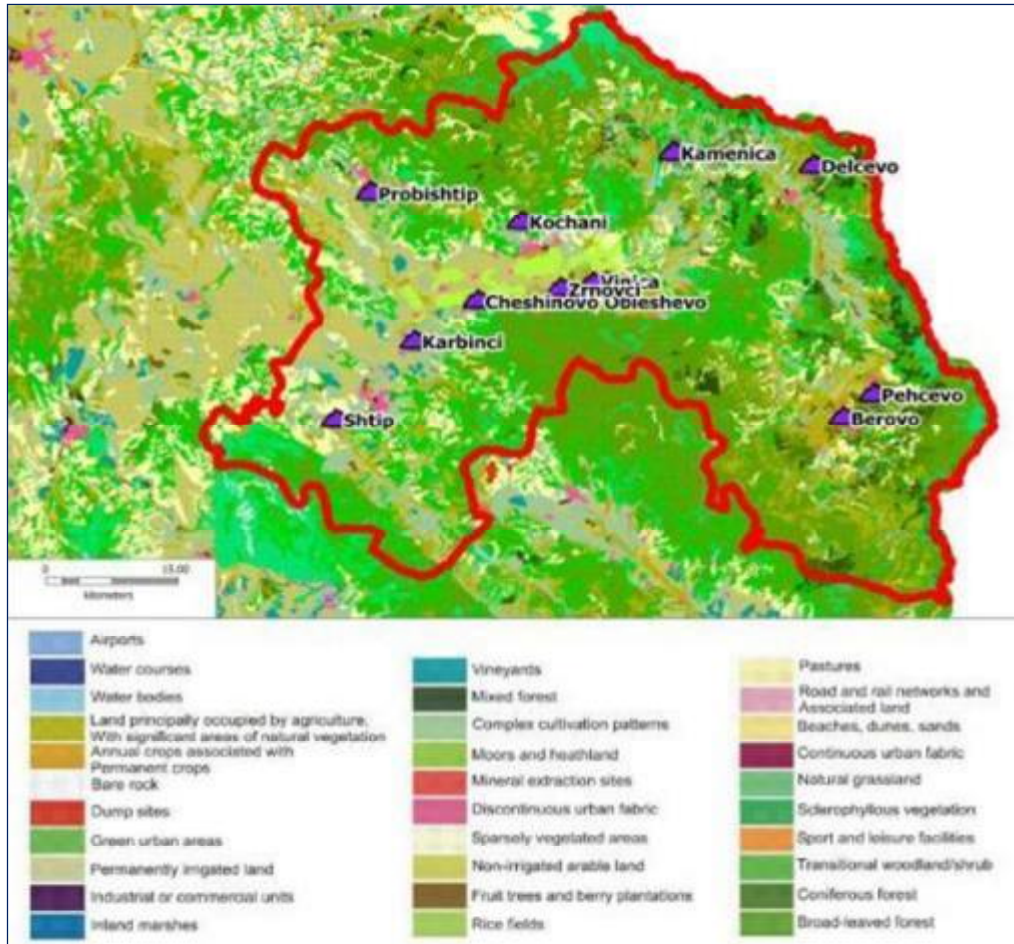 Kamenica
Delcevo
Probishtip
Kochani
Vinica
Zrnovci
Cheshinovo Obleshevo
Karbinci
Pehcevo
Shtip
Berovo
0 15.00
kilometers
Airports
Water courses
Water bodies
Land principally occupied by agriculture,
With significant areas of natural vegetation
Annual crops associated with
Permanent crops
Bare rock
Dump sites
Green urban areas
Permanently irrigated land
Industrial or commercial units
Inland marshes
Vineyards
Mixed forest
Complex cultivation patterns
Moors and heathland
Mineral extraction sites
Discontinuous urban fabric
Sparsely vegetated areas
Non-irrigated arable land
Fruit trees and berry plantations
Rice fields
Pastures
Road and rail networks and
Associated land
Beaches, dunes, sands
Continuous urban fabric
Natural grassland
Sclerophyllous vegetation
Sport and leisure facilities
Transitional woodland/shrub
Coniferous forest
Broad-leaved forest